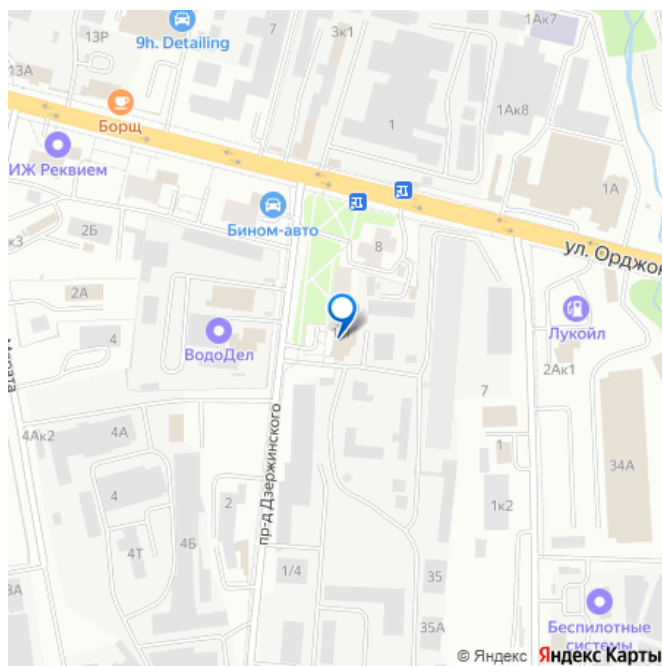 1Ак7
13Р
9h. Detailing
7
3к1
13А
Борщ
1
1Ак8
ИЖ Реквием
1А
Бином-авто
2Б
8
ул. Орджон
2А
ВодоДел
4
Лукойл
2Ак1
7
4Ак2
4А
пр-д Дзержинского
1
34А
4
2
1к2
4Т
4Б
1/4
35
3А
35А
Беспилотные
системы
© Яндекс Яндекс Карты